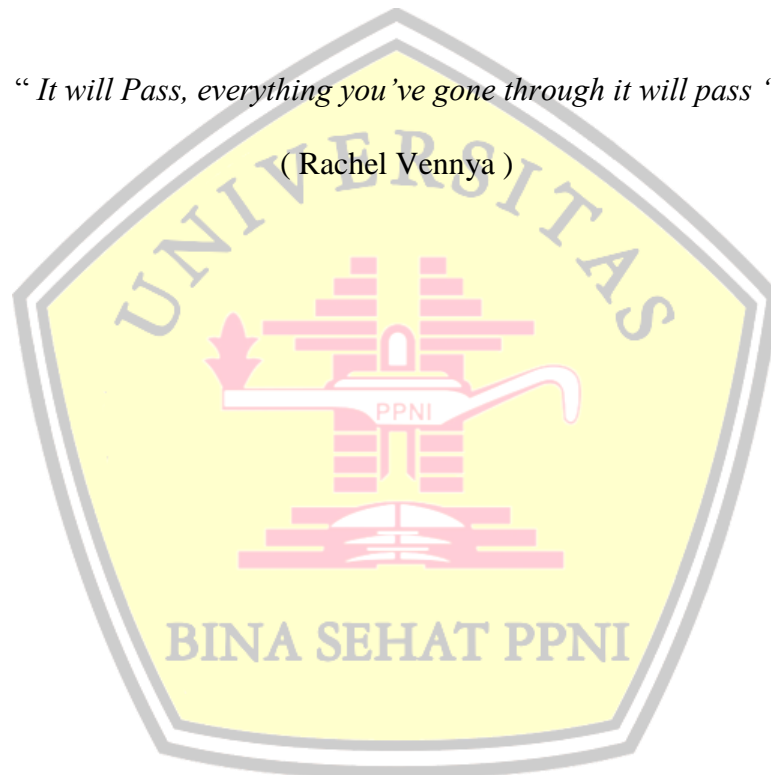 “ It will Pass, everything you’ve gone through it will pass “
( Rachel Vennya )
UNIVERSITAS
PPNI
BINA SEHAT PPNI